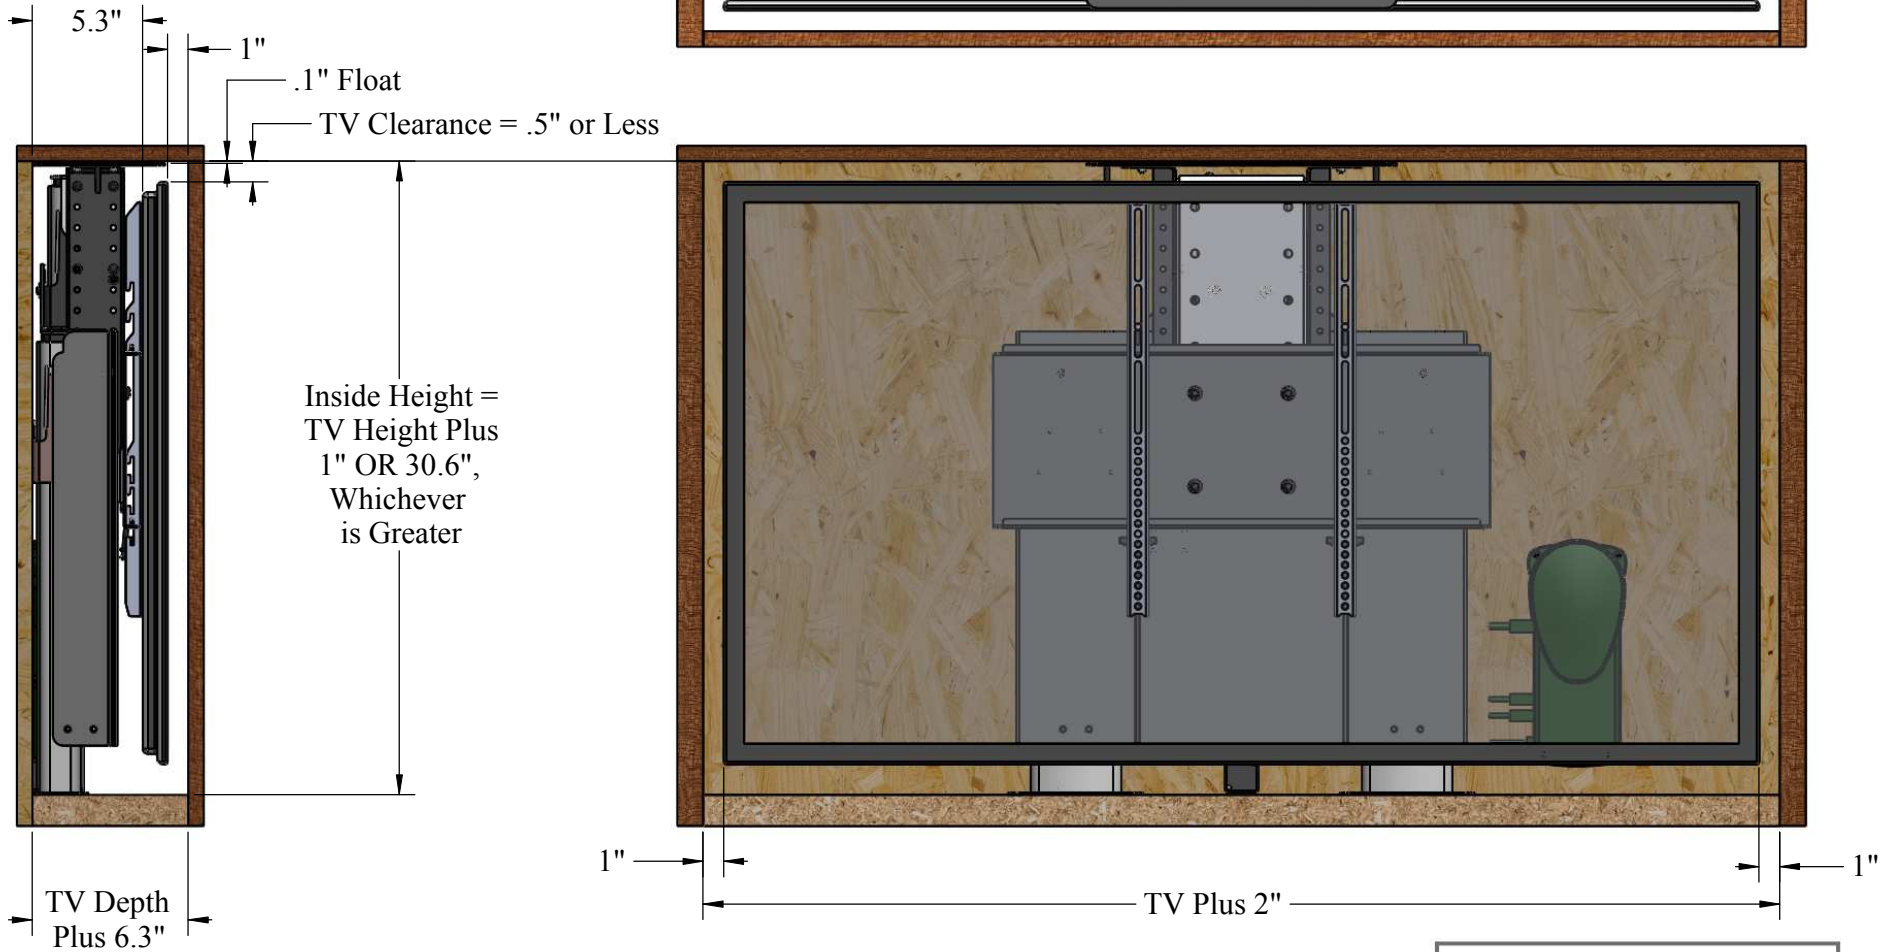 5.3"
1"
.1" Float
TV Clearance = .5" or Less
Inside Height =
TV Height Plus
1" OR 30.6",
Whichever
is Greater
1"
1"
TV Plus 2"
TV Depth
Plus 6.3"